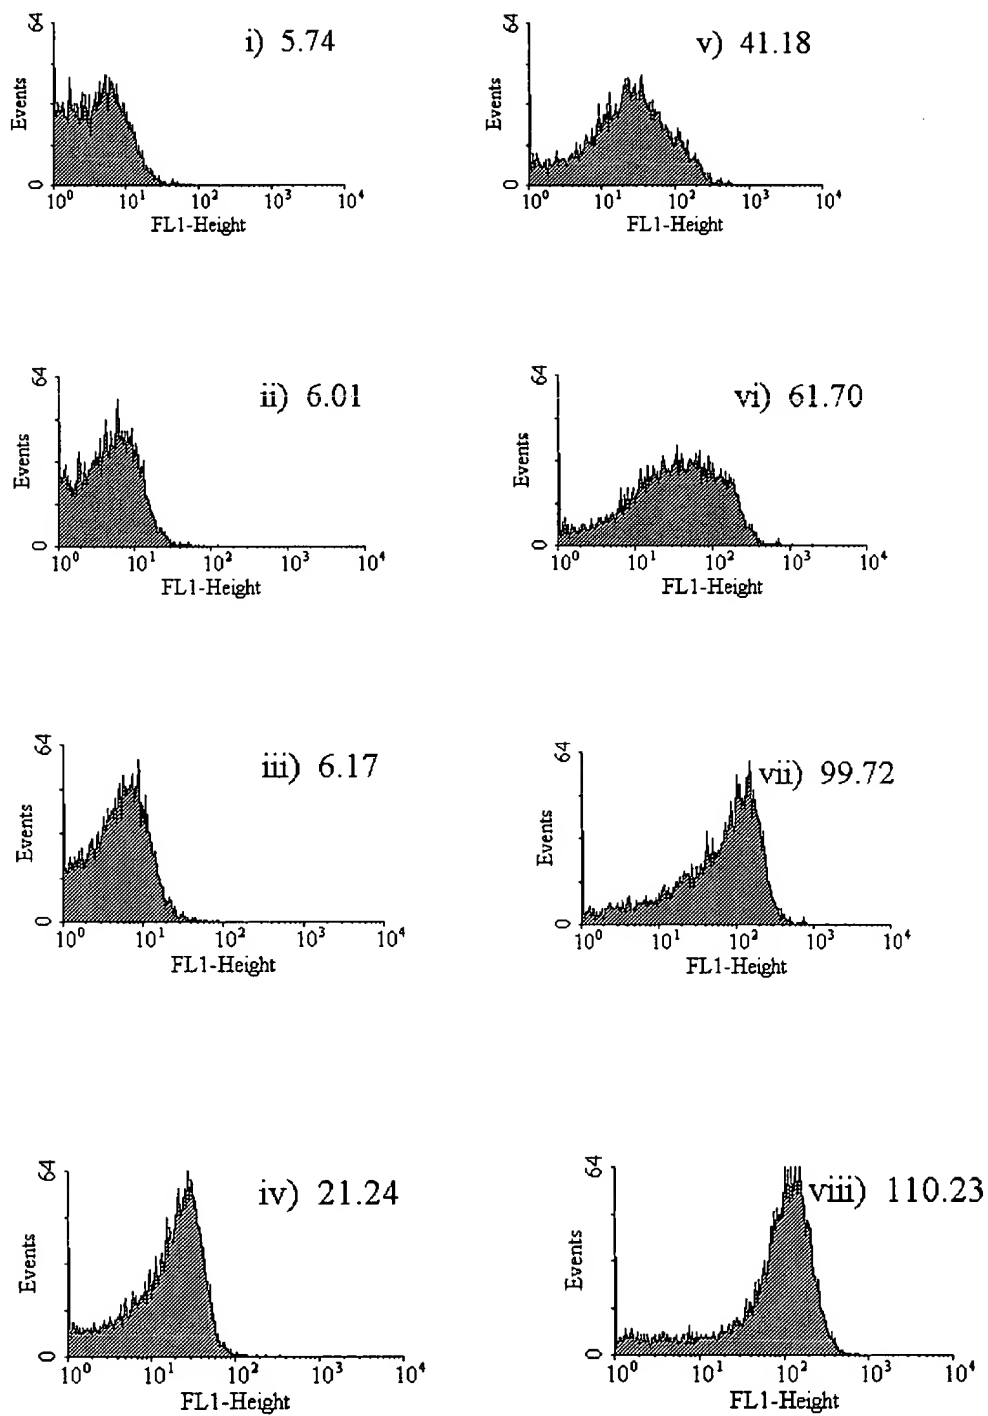 i) 5.74
64
Events
0
10⁰ 10¹ 10² 10³ 10⁴
FL1-Height
v) 41.18
64
Events
0
10⁰ 10¹ 10² 10³ 10⁴
FL1-Height
ii) 6.01
64
Events
0
10⁰ 10¹ 10² 10³ 10⁴
FL1-Height
vi) 61.70
64
Events
0
10⁰ 10¹ 10² 10³ 10⁴
FL1-Height
iii) 6.17
64
Events
0
10⁰ 10¹ 10² 10³ 10⁴
FL1-Height
vii) 99.72
64
Events
0
10⁰ 10¹ 10² 10³ 10⁴
FL1-Height
iv) 21.24
64
Events
0
10⁰ 10¹ 10² 10³ 10⁴
FL1-Height
viii) 110.23
64
Events
0
10⁰ 10¹ 10² 10³ 10⁴
FL1-Height